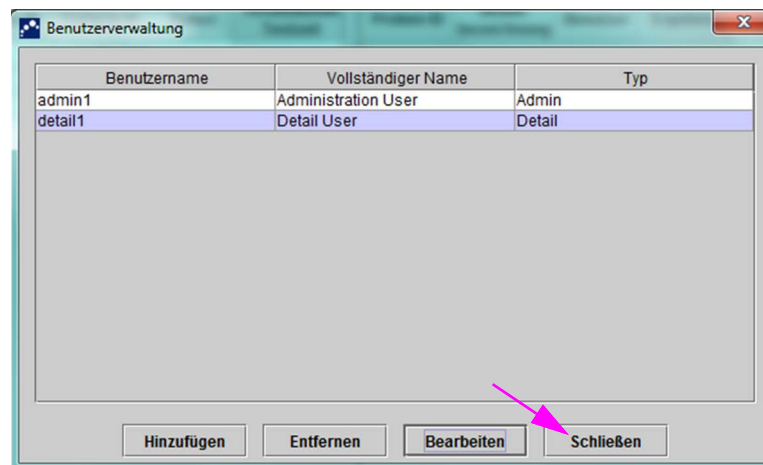 Benutzerverwaltung
Benutzername Vollständiger Name Typ
admin1 Administration User Admin
detail1 Detail User Detail
Hinzufügen Entfernen Bearbeiten Schließen